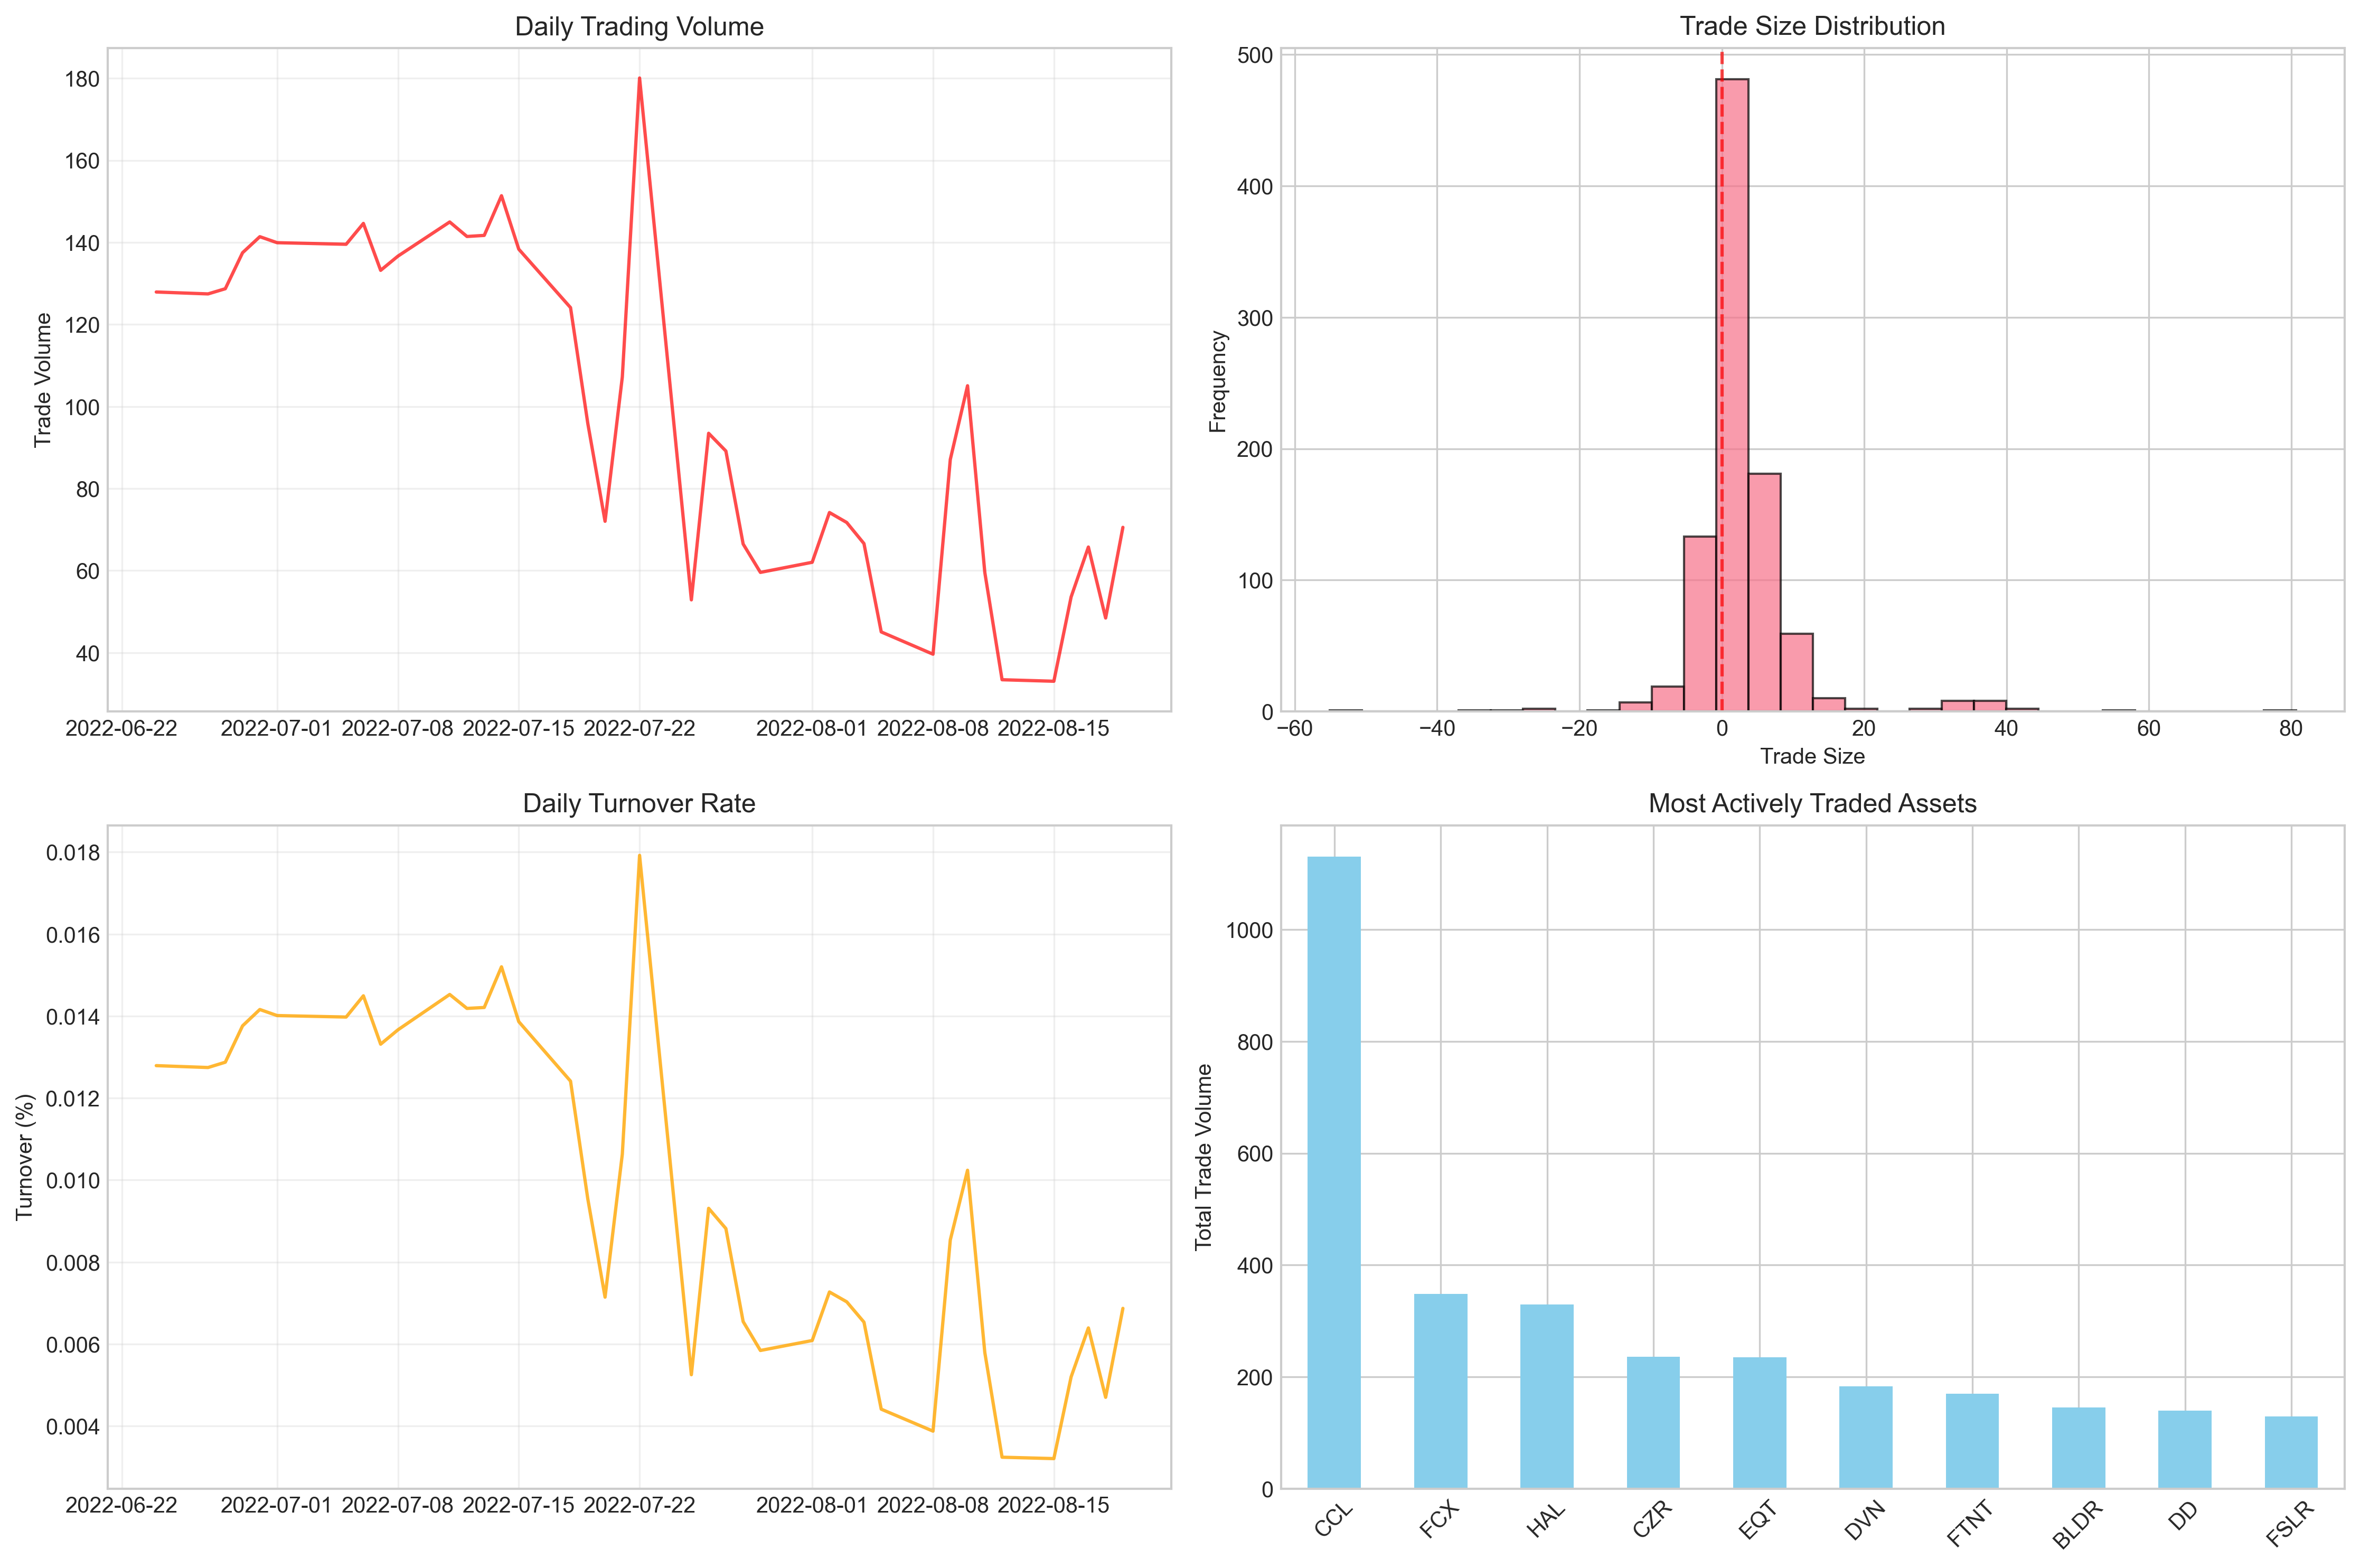 Daily Trading Volume
Trade Volume
180
160
140
120
100
80
60
40
2022-06-22 2022-07-01 2022-07-08 2022-07-15 2022-07-22 2022-08-01 2022-08-08 2022-08-15
Trade Size Distribution
Frequency
500
400
300
200
100
0
−60 −40 −20 0 20 40 60 80
Trade Size
Daily Turnover Rate
Turnover (%)
0.018
0.016
0.014
0.012
0.010
0.008
0.006
0.004
2022-06-22 2022-07-01 2022-07-08 2022-07-15 2022-07-22 2022-08-01 2022-08-08 2022-08-15
Most Actively Traded Assets
Total Trade Volume
1000
800
600
400
200
0
CCL FCX HAL CZR EQT DVN FTNT BLDR DD FSLR